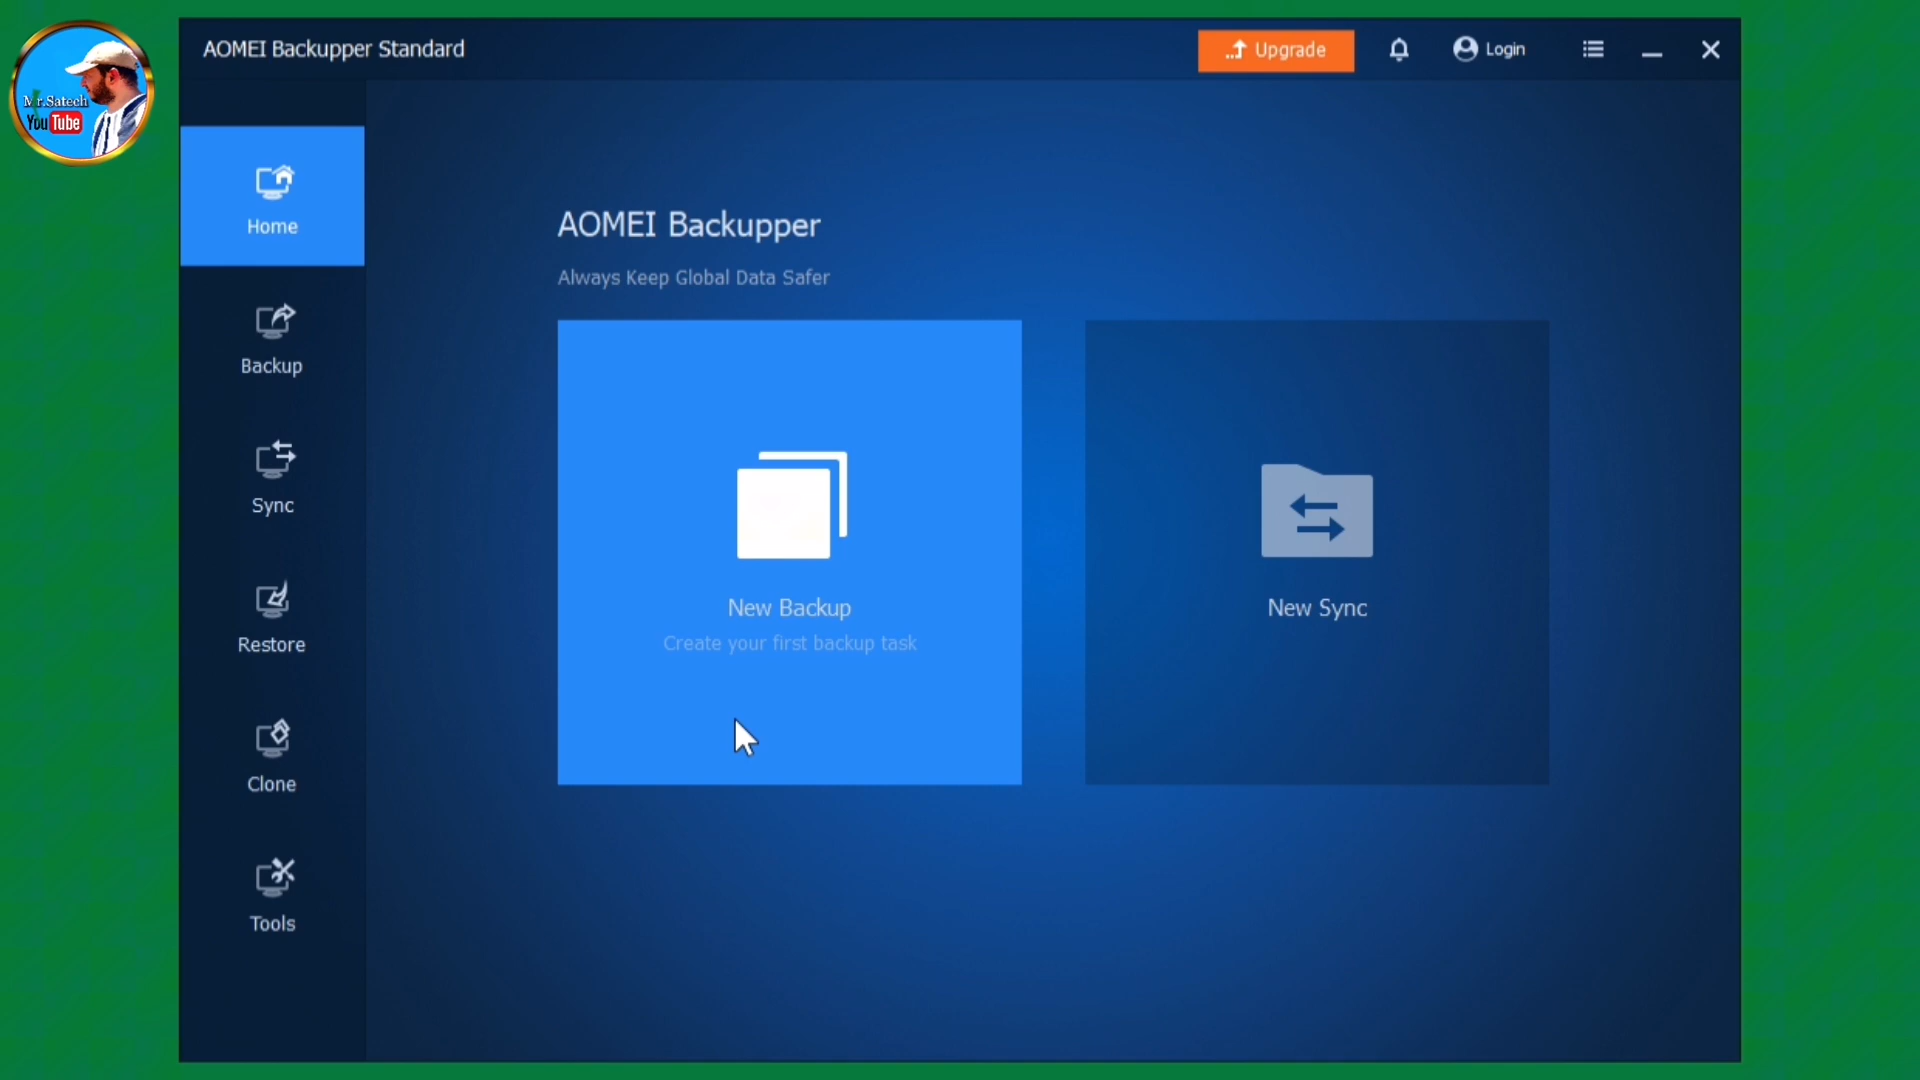 AOMEI Backupper Standard
Upgrade
Login
Mr.Satech
YouTube
Home
Backup
Sync
Restore
Clone
Tools
AOMEI Backupper
Always Keep Global Data Safer
New Backup
Create your first backup task
New Sync